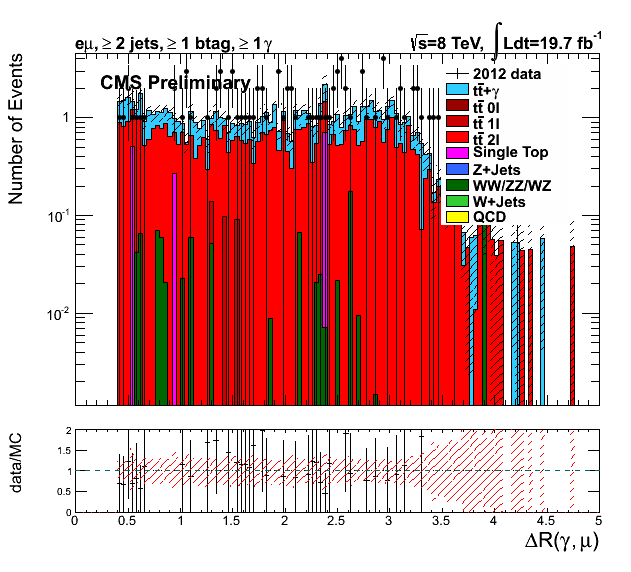 eμ, ≥ 2 jets, ≥ 1 btag, ≥ 1 γ
√s=8 TeV, ∫ Ldt=19.7 fb⁻¹
CMS Preliminary
Number of Events
1
10⁻¹
10⁻²
2012 data
tt̄+γ
tt̄ 0l
tt̄ 1l
tt̄ 2l
Single Top
Z+Jets
WW/ZZ/WZ
W+Jets
QCD
data/MC
2
1.5
1
0.5
0
0 0.5 1 1.5 2 2.5 3 3.5 4 4.5 5
ΔR(γ, μ)